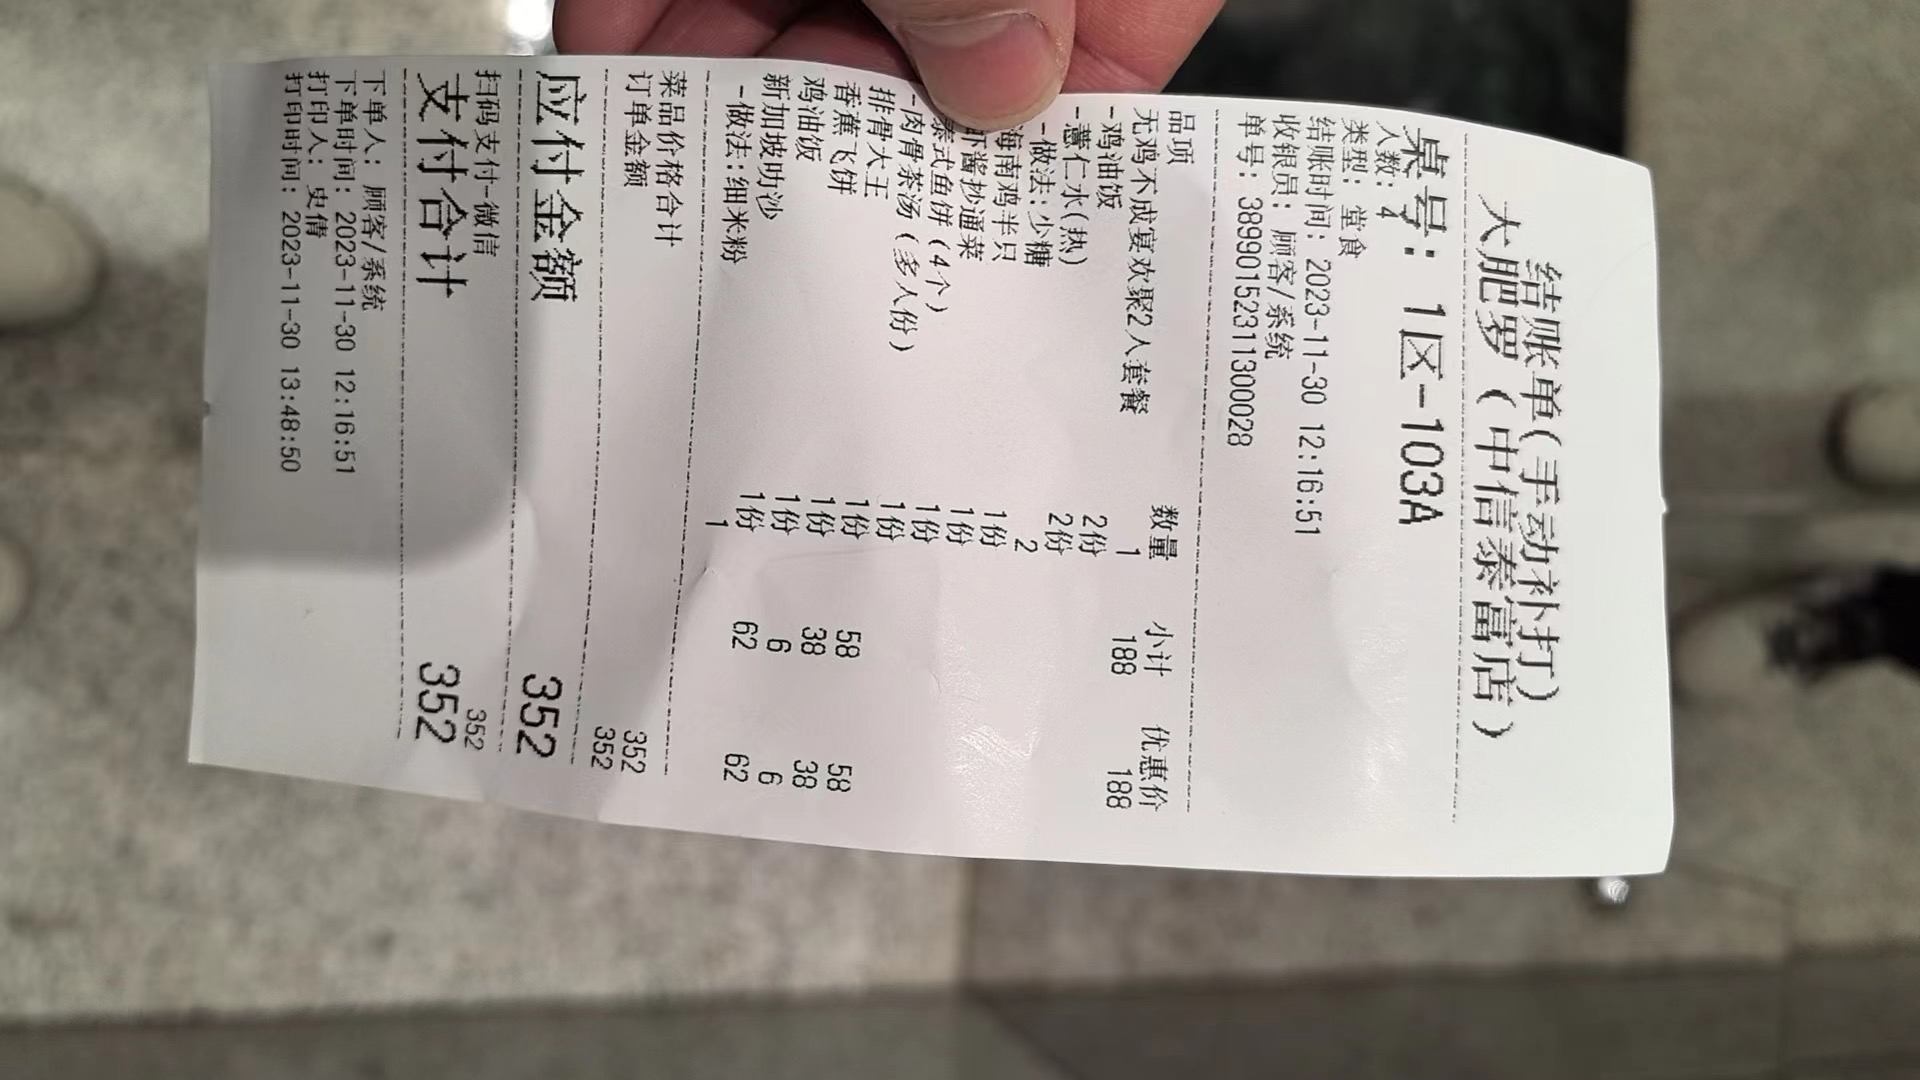 结账单(手动补打)
大肥罗（中信泰富店）
桌号：1区-103A
人数: 4
类型: 堂食
结账时间: 2023-11-30 12:16:51
收银员: 顾客/系统
单号: 3899015231130028
品项 数量 小计 优惠价
无鸡不成宴欢聚2人套餐 1 188 188
-鸡油饭 2份
-薏仁水(热) 2份
-做法:少糖 2
海南鸡半只 1份
虾酱抄通菜 1份
泰式鱼饼（4个） 1份
-肉骨茶汤（多人份） 1份
排骨大王 1份 58 58
香蕉飞饼 1份 38 38
鸡油饭 1份 6 6
新加坡叻沙 1份 62 62
-做法:细米粉 1
菜品价格合计 352
订单金额 352
应付金额 352
扫码支付-微信 352
支付合计 352
下单人: 顾客/系统
下单时间: 2023-11-30 12:16:51
打印人: 史倩
打印时间: 2023-11-30 13:48:50